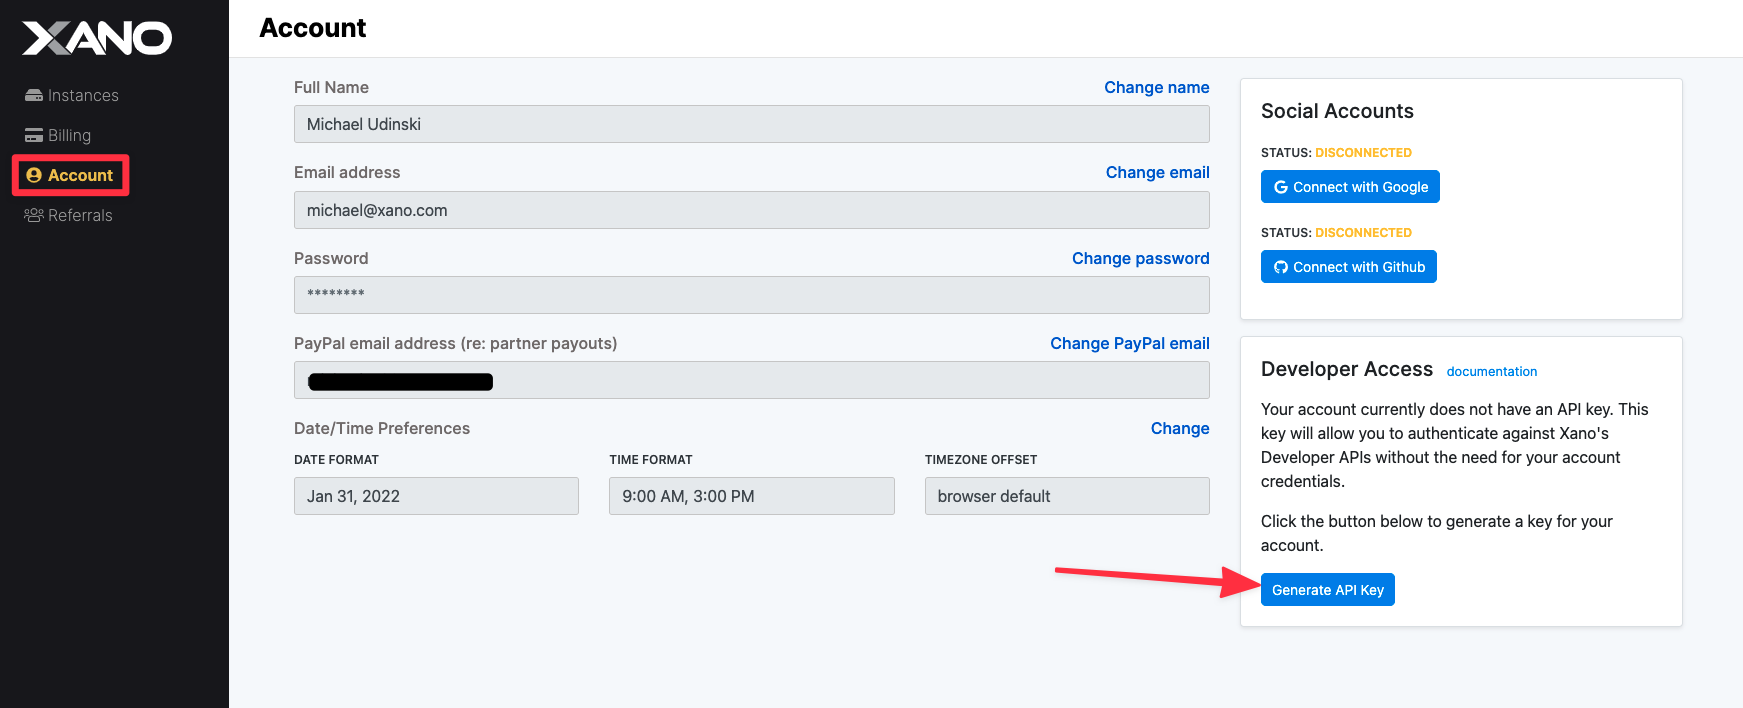 XANO
Instances
Billing
Account
Referrals
Account
Full Name
Change name
Michael Udinski
Email address
Change email
michael@xano.com
Password
Change password
********
PayPal email address (re: partner payouts)
Change PayPal email
Date/Time Preferences
Change
DATE FORMAT
TIME FORMAT
TIMEZONE OFFSET
Jan 31, 2022
9:00 AM, 3:00 PM
browser default
Social Accounts
STATUS: DISCONNECTED
Connect with Google
STATUS: DISCONNECTED
Connect with Github
Developer Access documentation
Your account currently does not have an API key. This
key will allow you to authenticate against Xano's
Developer APIs without the need for your account
credentials.
Click the button below to generate a key for your
account.
Generate API Key